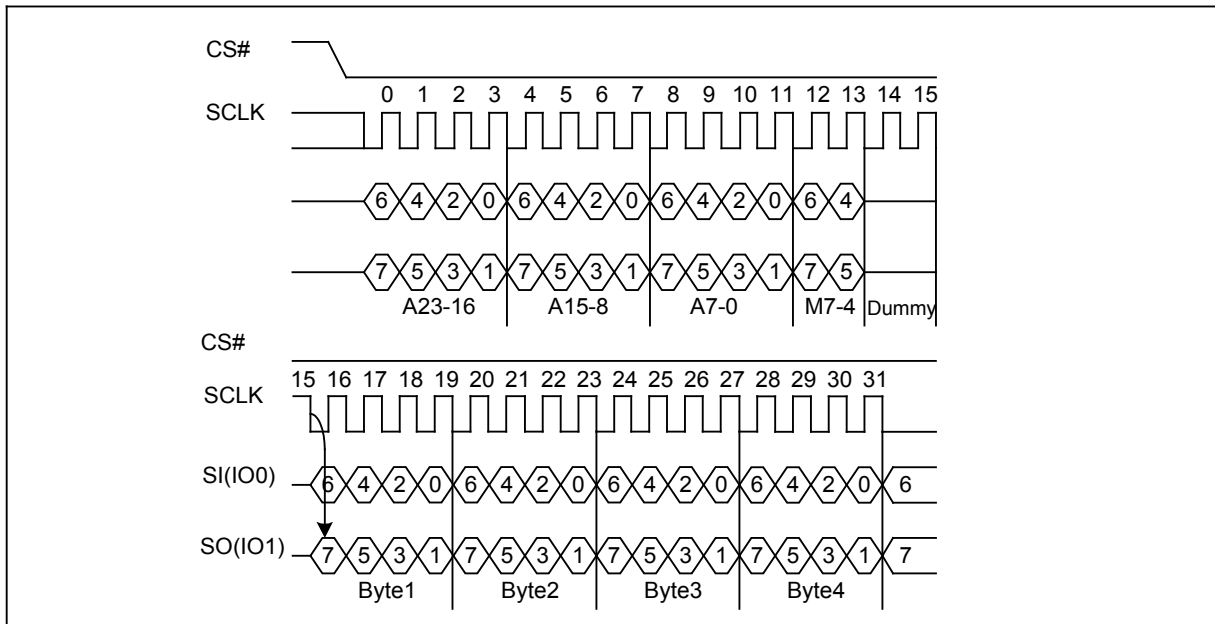 CS#
0 1 2 3 4 5 6 7 8 9 10 11 12 13 14 15
SCLK
6 4 2 0 6 4 2 0 6 4 2 0 6 4
7 5 3 1 7 5 3 1 7 5 3 1 7 5
A23-16 A15-8 A7-0 M7-4 Dummy
CS#
15 16 17 18 19 20 21 22 23 24 25 26 27 28 29 30 31
SCLK
SI(IO0) 6 4 2 0 6 4 2 0 6 4 2 0 6 4 2 0 6
SO(IO1) 7 5 3 1 7 5 3 1 7 5 3 1 7 5 3 1 7
Byte1 Byte2 Byte3 Byte4